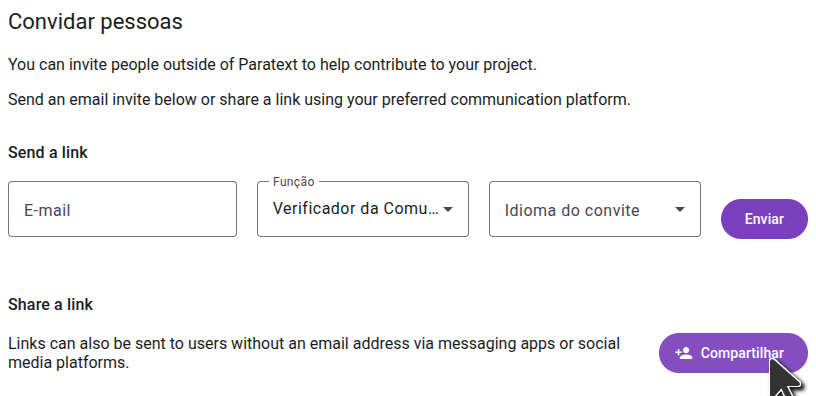 Convidar pessoas
You can invite people outside of Paratext to help contribute to your project.
Send an email invite below or share a link using your preferred communication platform.
Send a link
Função
E-mail
Verificador da Comu...
Idioma do convite
Enviar
Share a link
Links can also be sent to users without an email address via messaging apps or social
media platforms.
Compartilhar